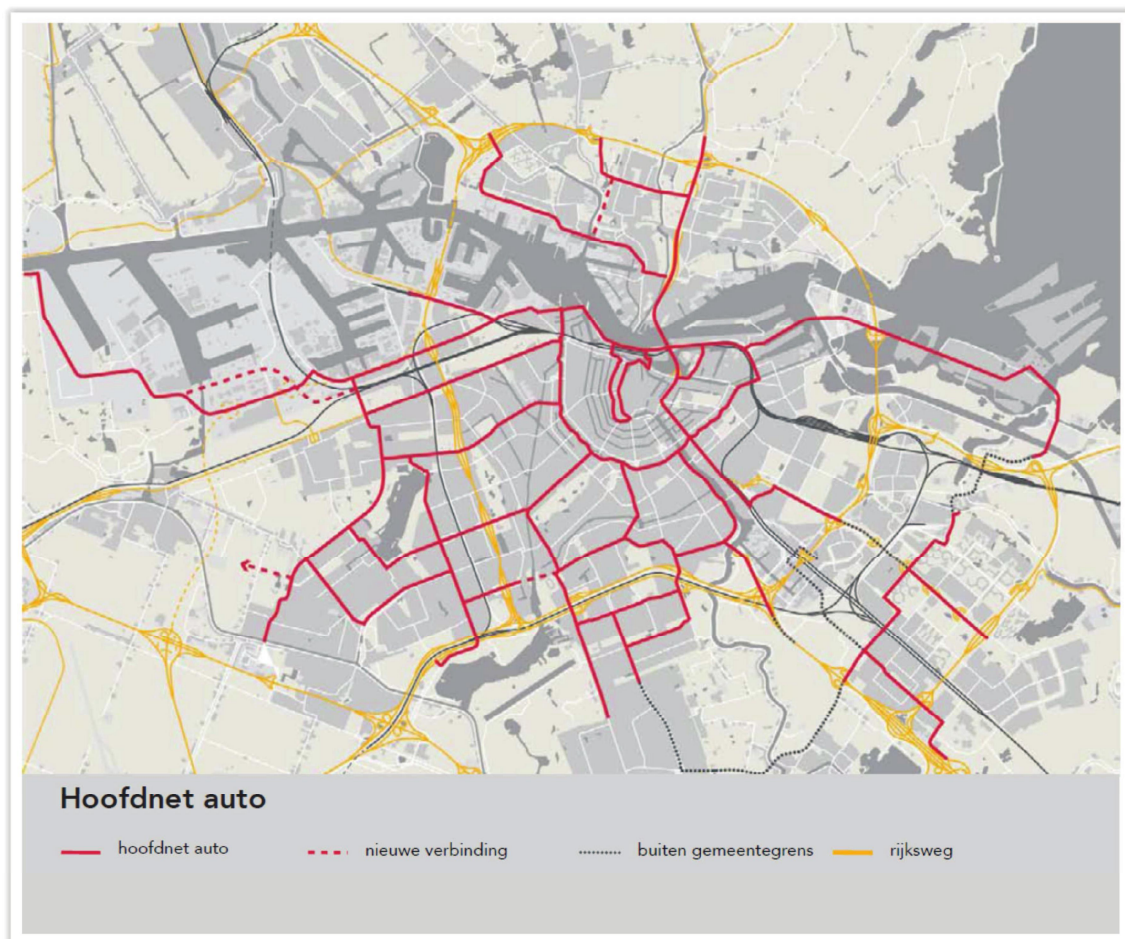 Hoofdnet auto
hoofdnet auto
nieuwe verbinding
buiten gemeentegrens
rijksweg